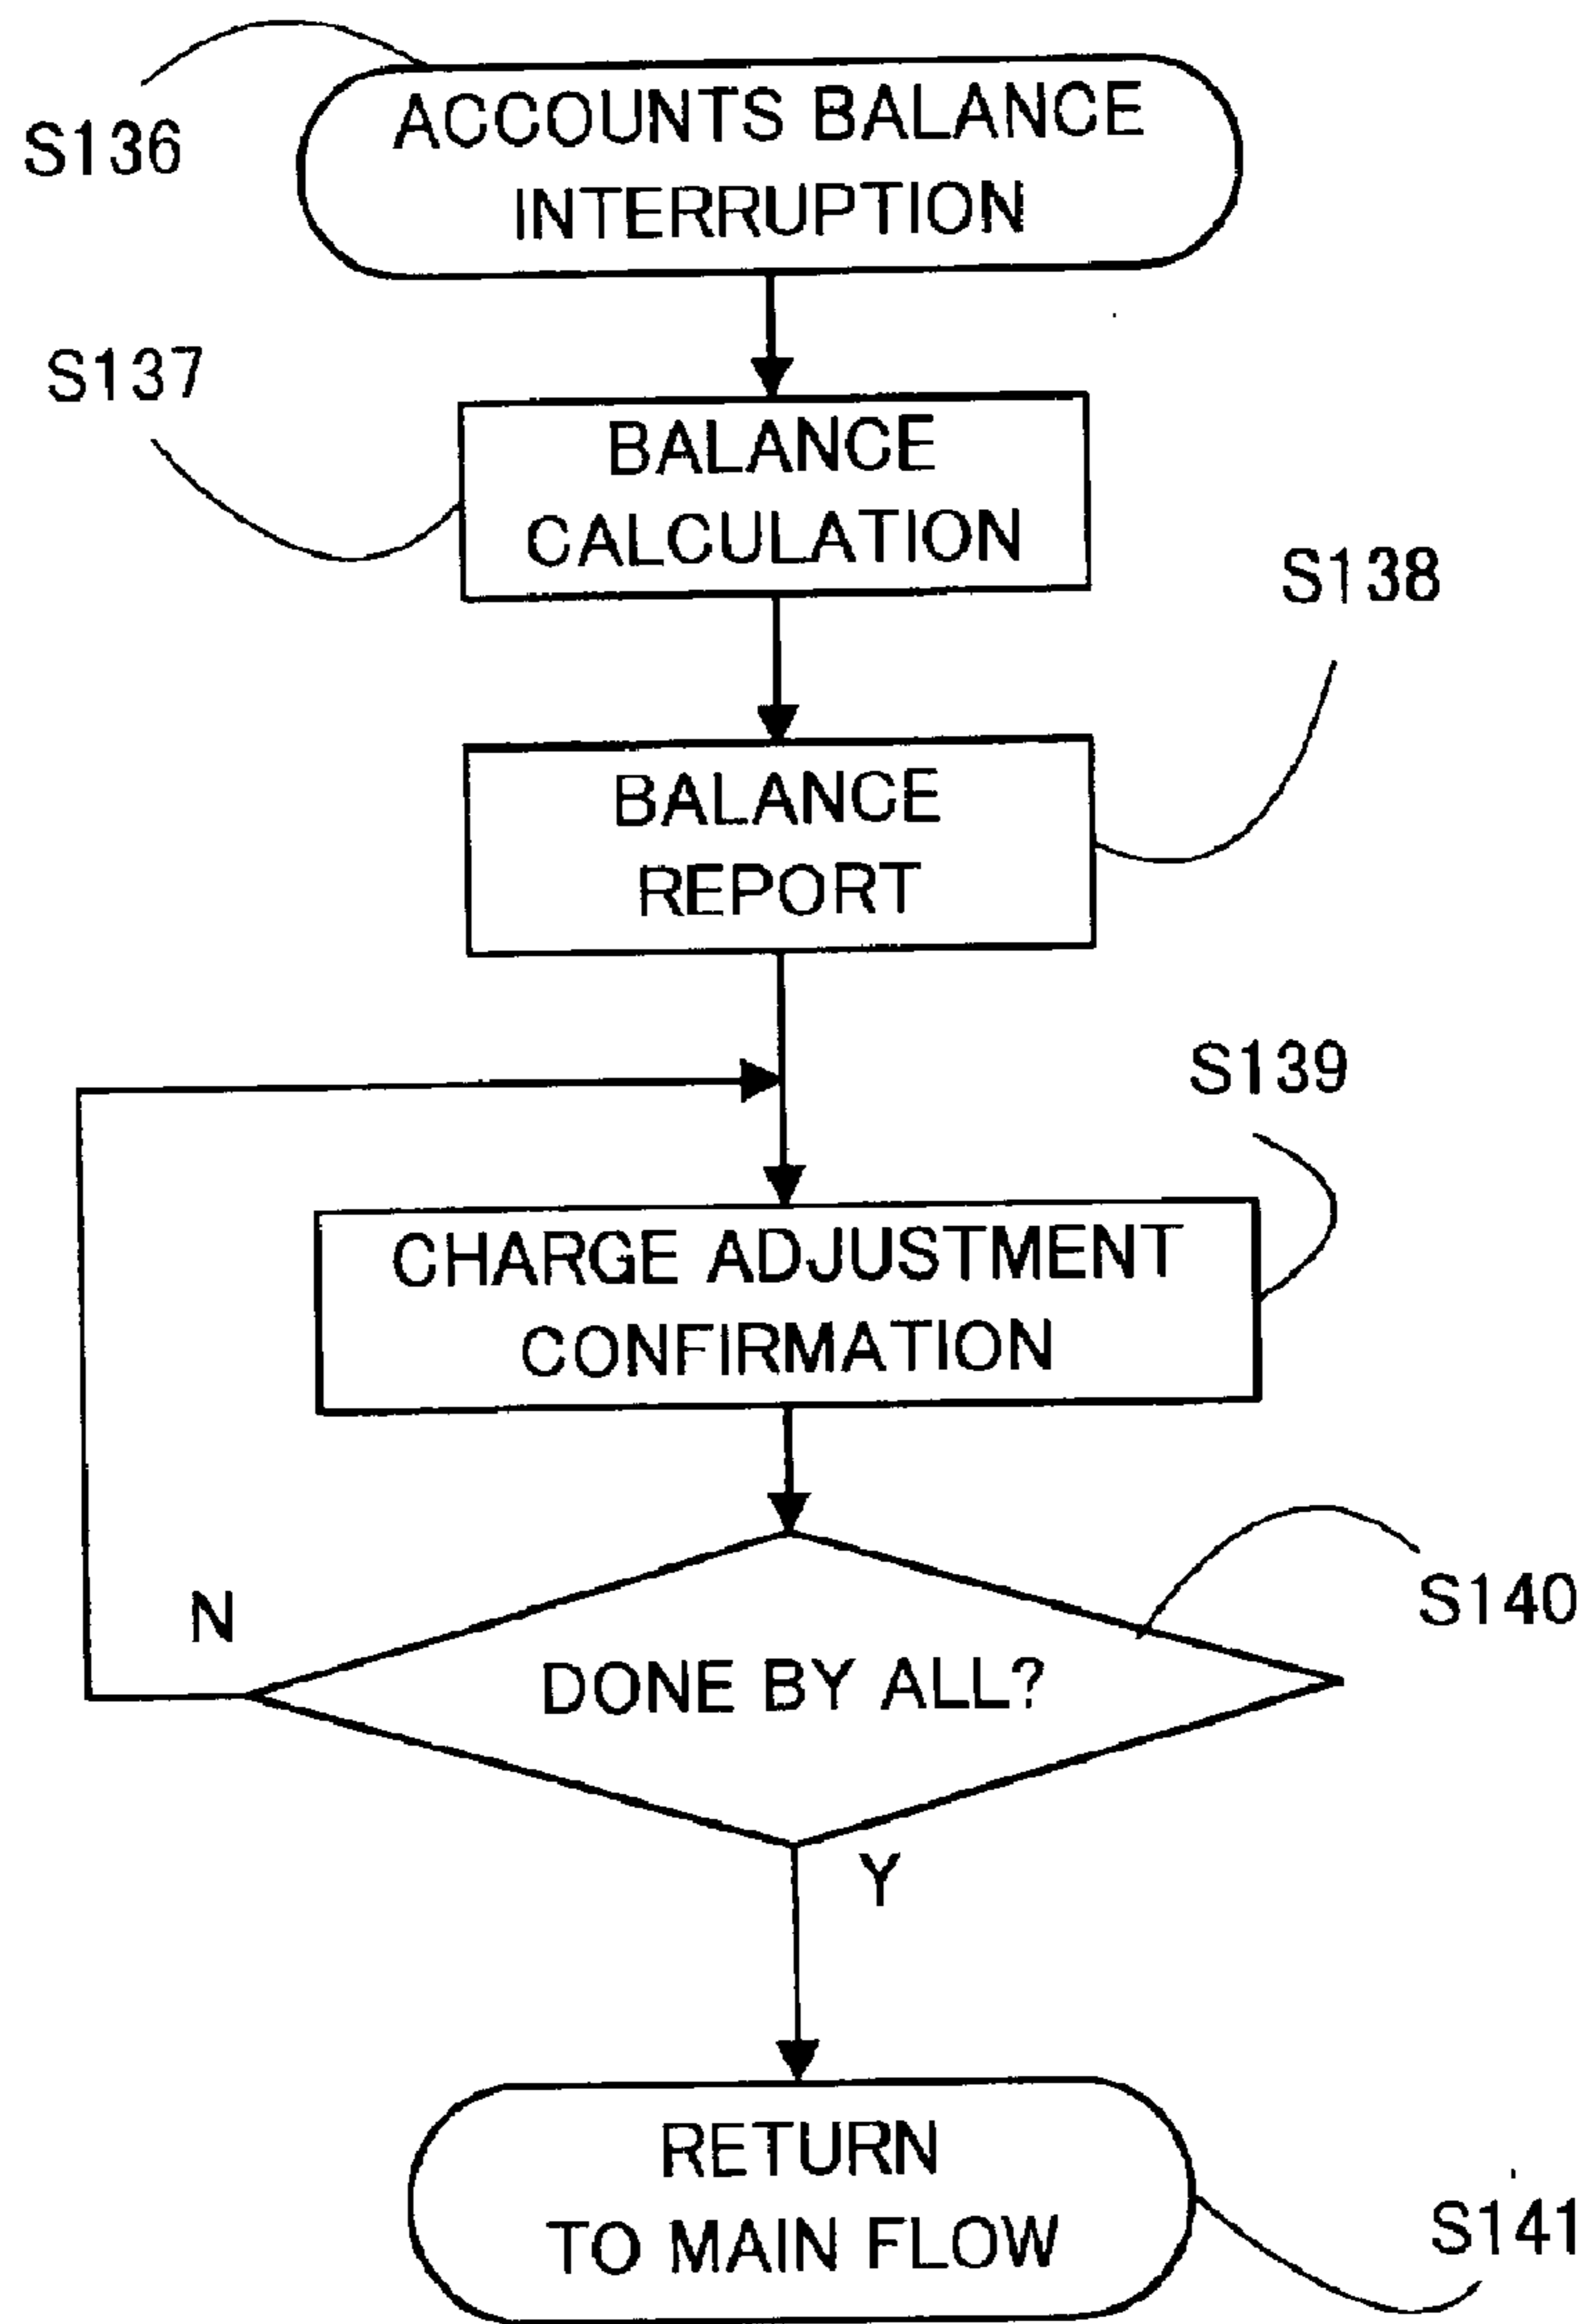 S136
ACCOUNTS BALANCE
INTERRUPTION
S137
BALANCE
CALCULATION
S138
BALANCE
REPORT
S139
CHARGE ADJUSTMENT
CONFIRMATION
S140
N
DONE BY ALL?
Y
RETURN
TO MAIN FLOW
S141